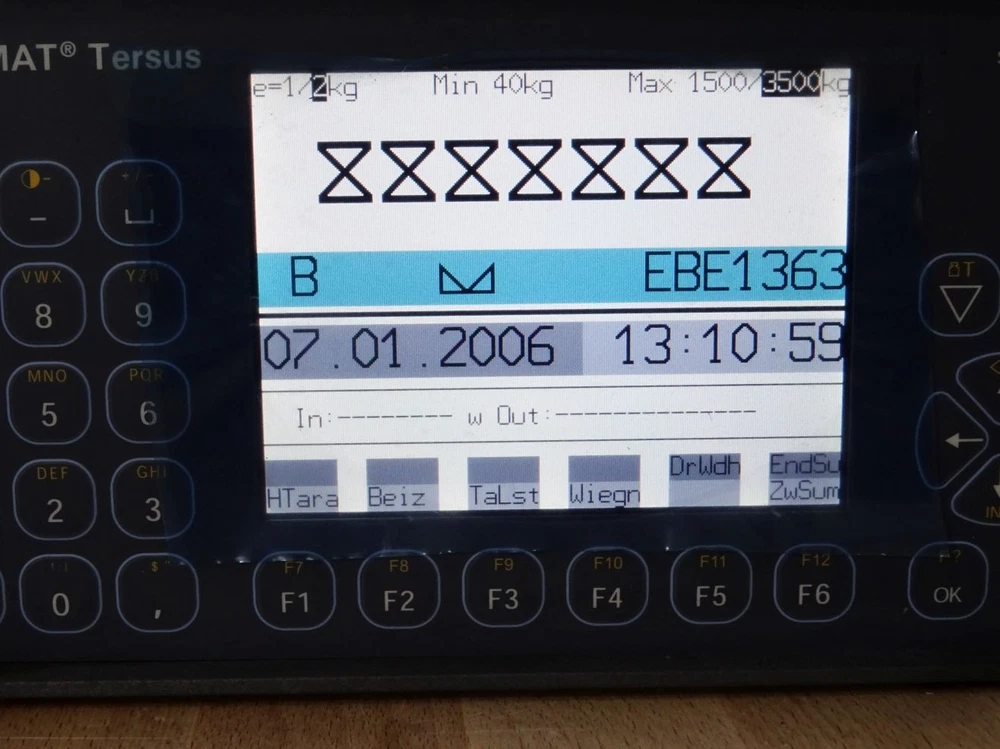 MAT® Tersus
e=1/2kg Min 40kg Max 1500/3500kg
B EBE1363
07.01.2006 13:10:59
In:-------- w Out:--------------
DrWdh EndSu
HTara Beiz TaLst Wiegn ZwSum
VWX
8
9
T
MNO PQR
5 6
DEF GHI
2 3
0 ,
F7 F8 F9 F10 F11 F12
F1 F2 F3 F4 F5 F6 OK